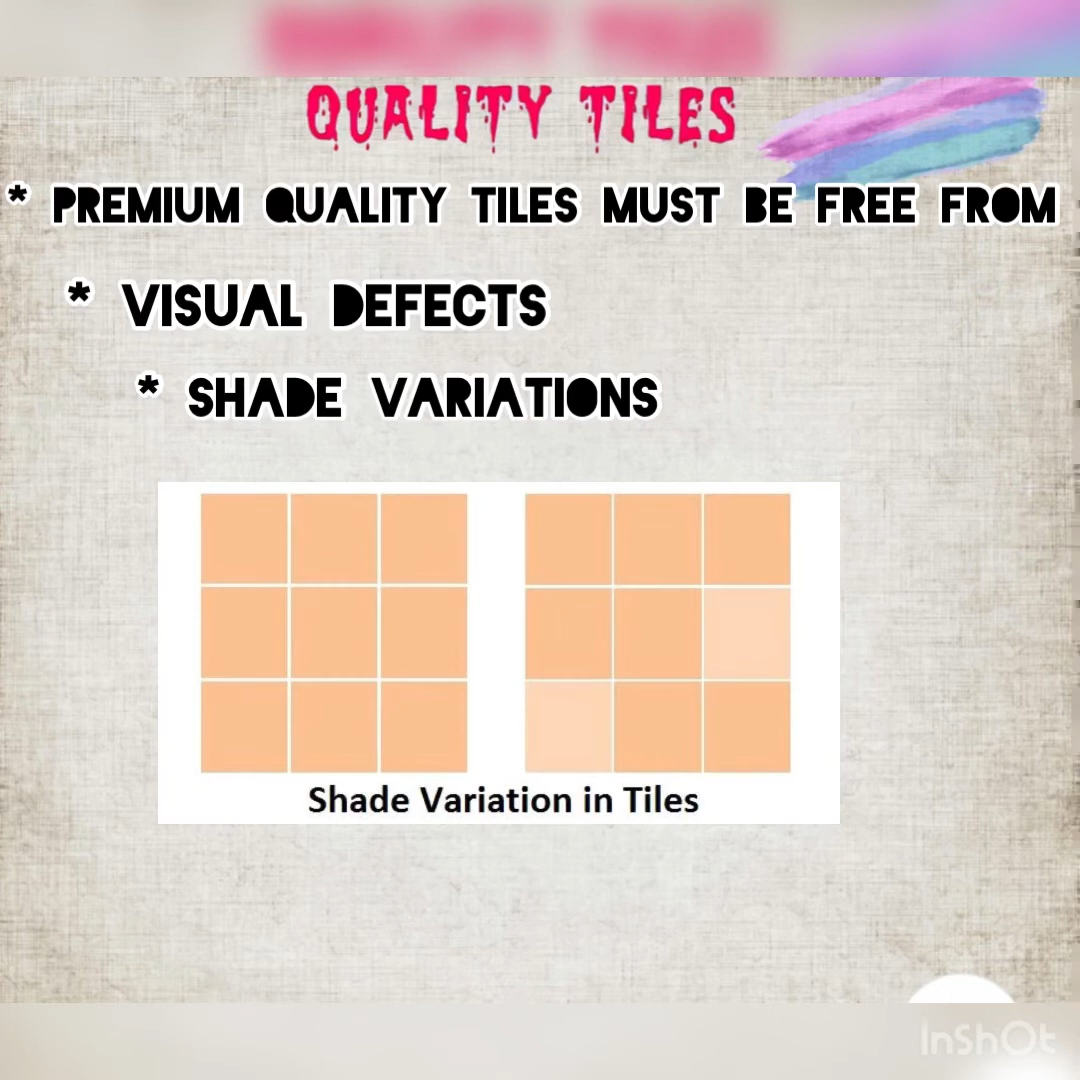 QUALITY TILES
* PREMIUM QUALITY TILES MUST BE FREE FROM
* VISUAL DEFECTS
* SHADE VARIATIONS
Shade Variation in Tiles
InShOt